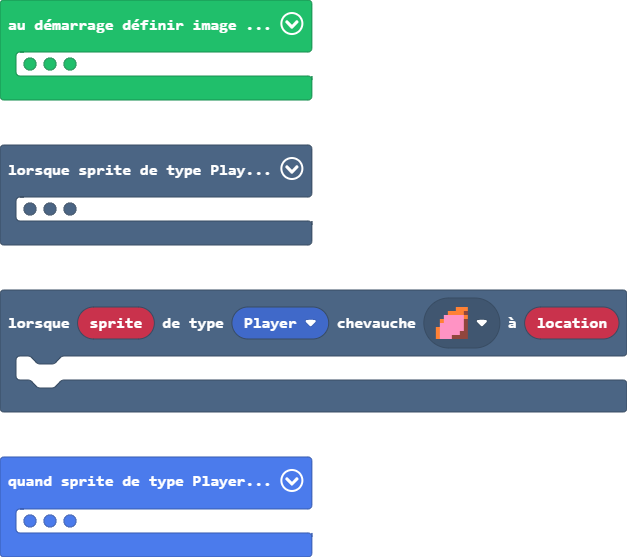 au démarrage définir image ...
lorsque sprite de type Play...
lorsque sprite de type Player chevauche à location
quand sprite de type Player...